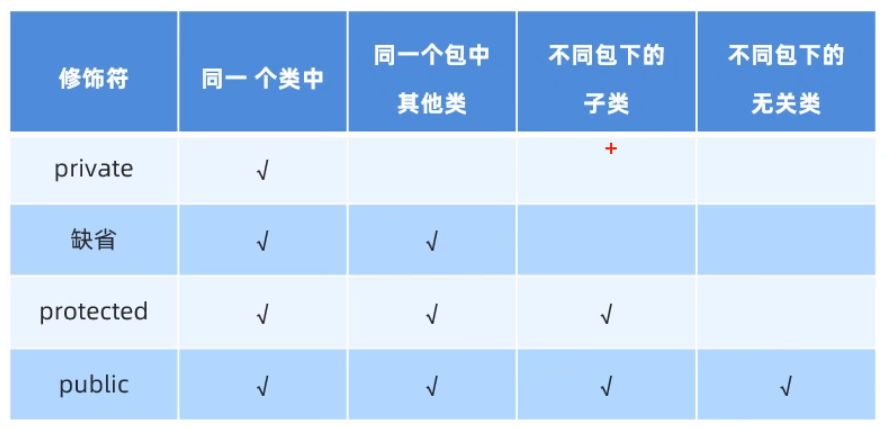 修饰符 同一 个类中 同一个包中 不同包下的 不同包下的
其他类 子类 无关类
private √
缺省 √ √
protected √ √ √
public √ √ √ √